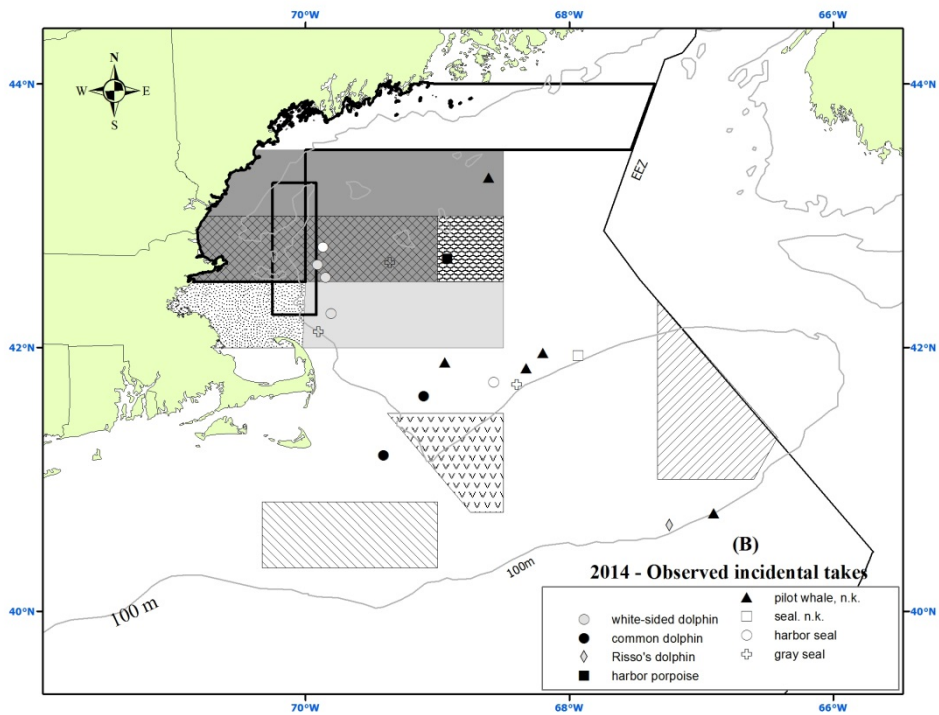 70°W 68°W 66°W
N
W E
S
44°N 44°N
EEZ
42°N 42°N
(B)
2014 - Observed incidental takes
100m
100 m
40°N 40°N
white-sided dolphin
common dolphin
Risso's dolphin
harbor porpoise
pilot whale, n.k.
seal. n.k.
harbor seal
gray seal
70°W 68°W 66°W